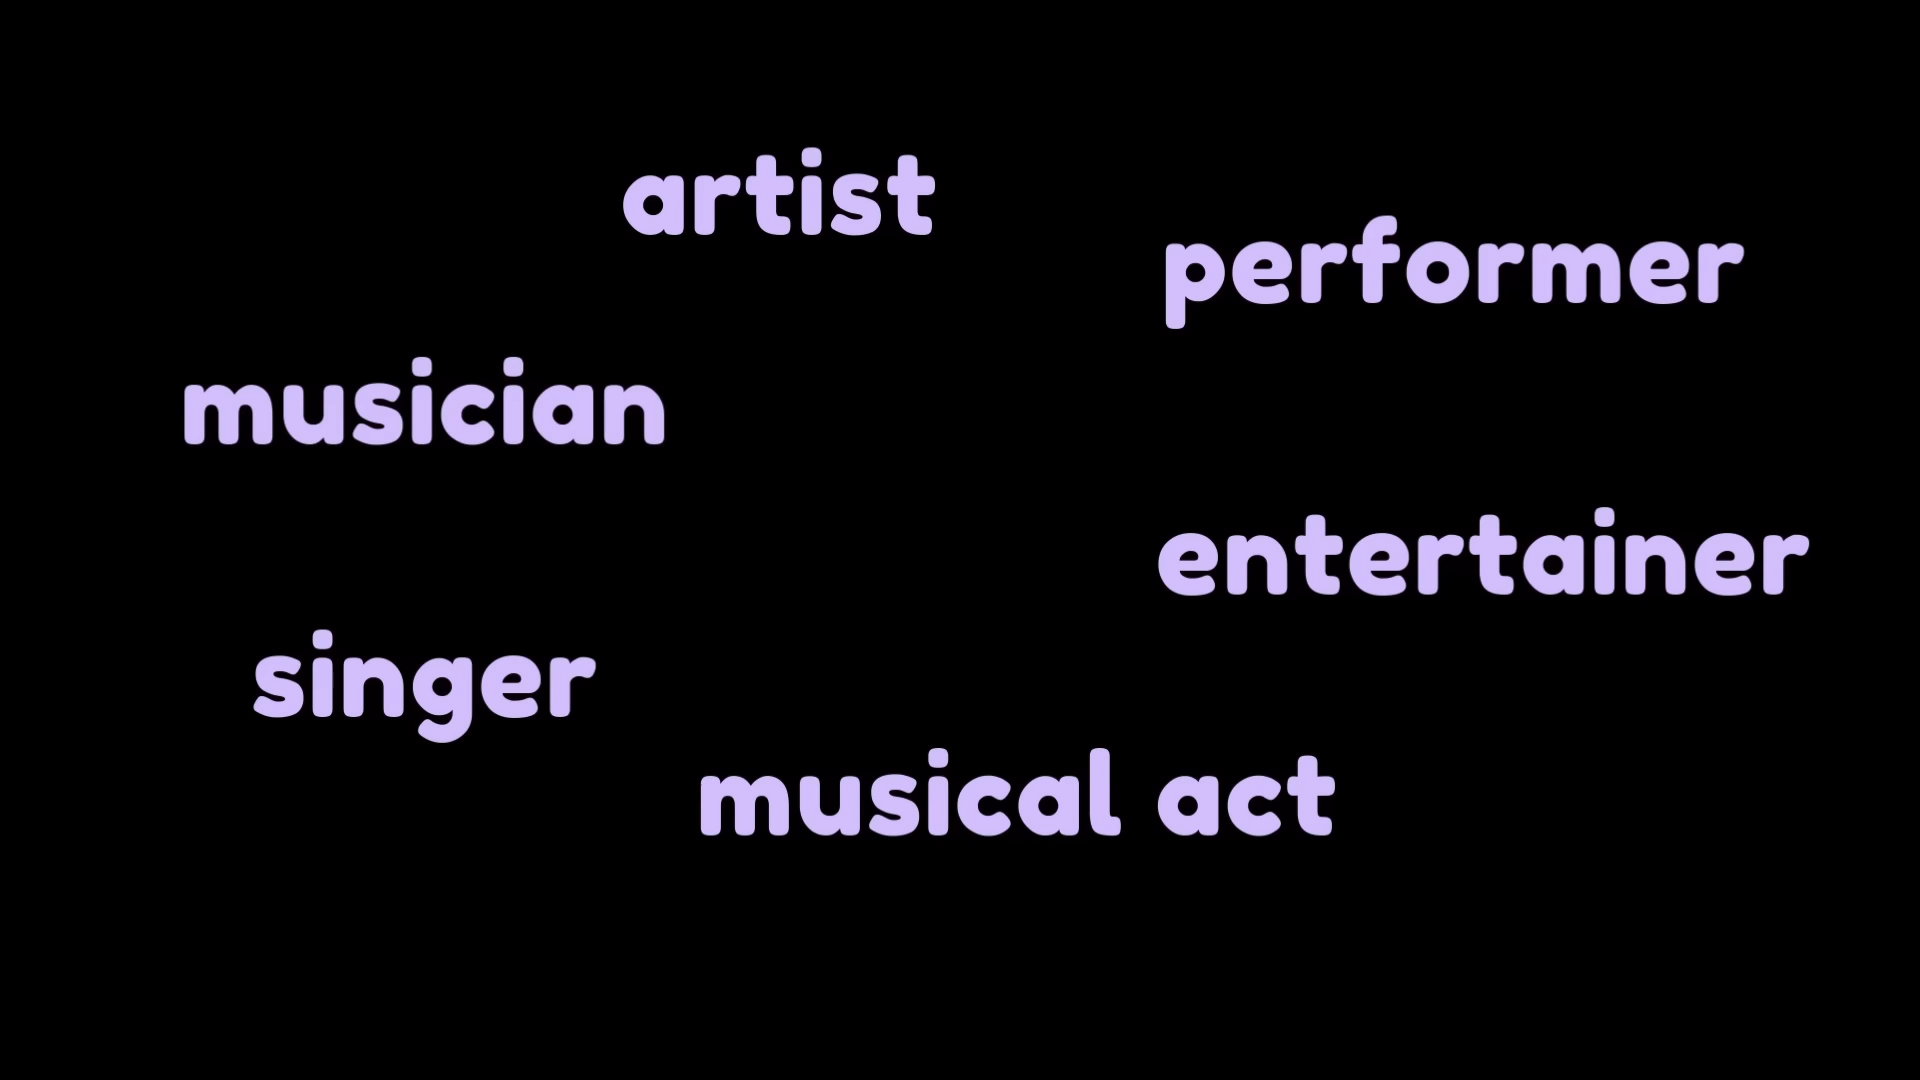 artist
performer
musician
entertainer
singer
musical act